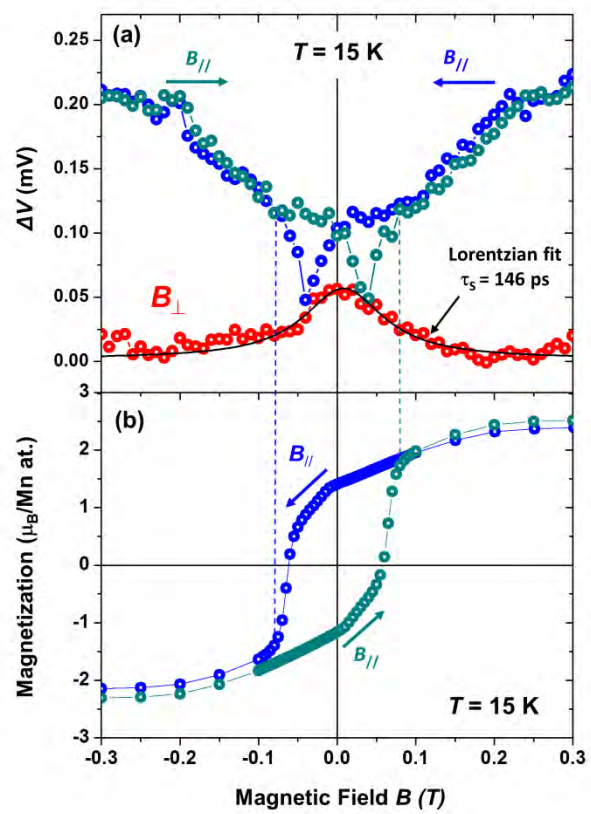 0.25
(a)
T = 15 K
B//
B//
0.20
0.15
ΔV (mV)
0.10
Lorentzian fit
τS = 146 ps
0.05
B⊥
0.00
3
(b)
2
B//
1
Magnetization (μB/Mn at.)
0
-1
B//
-2
T = 15 K
-3
-0.3 -0.2 -0.1 0.0 0.1 0.2 0.3
Magnetic Field B (T)